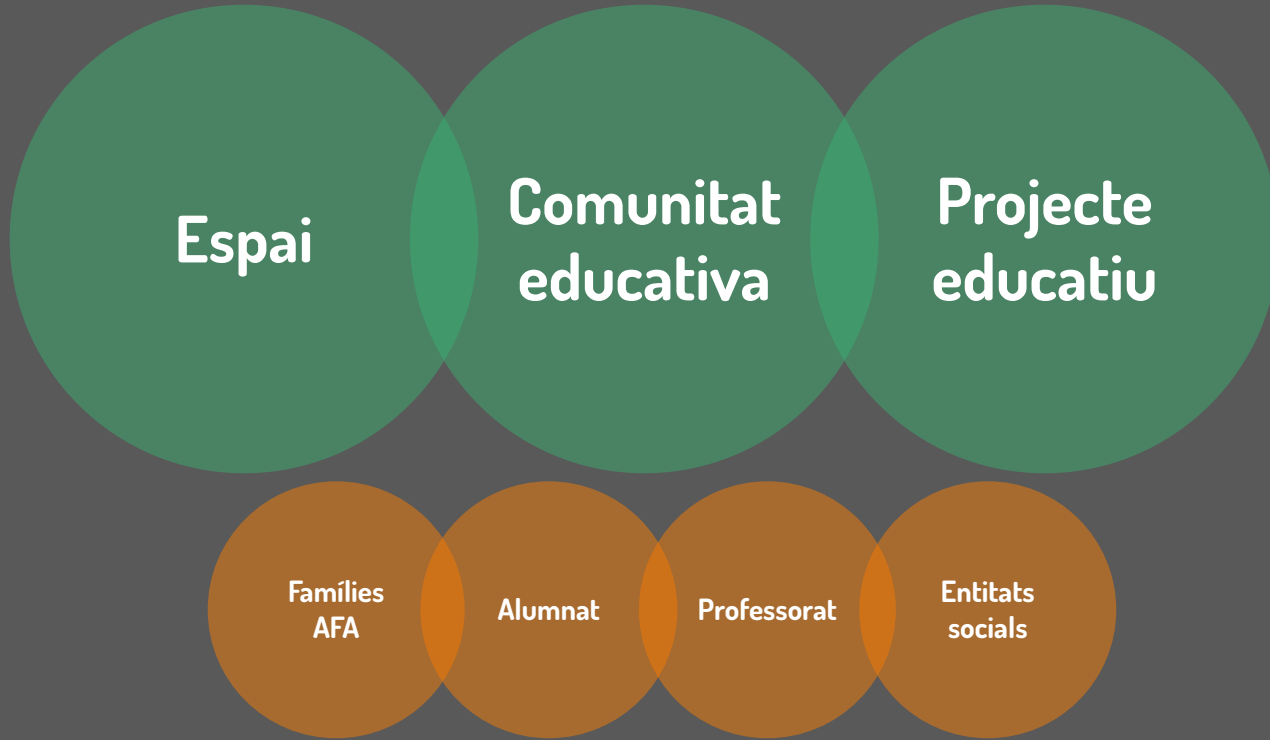 Espai
Comunitat
educativa
Projecte
educatiu
Famílies
AFA
Alumnat
Professorat
Entitats
socials